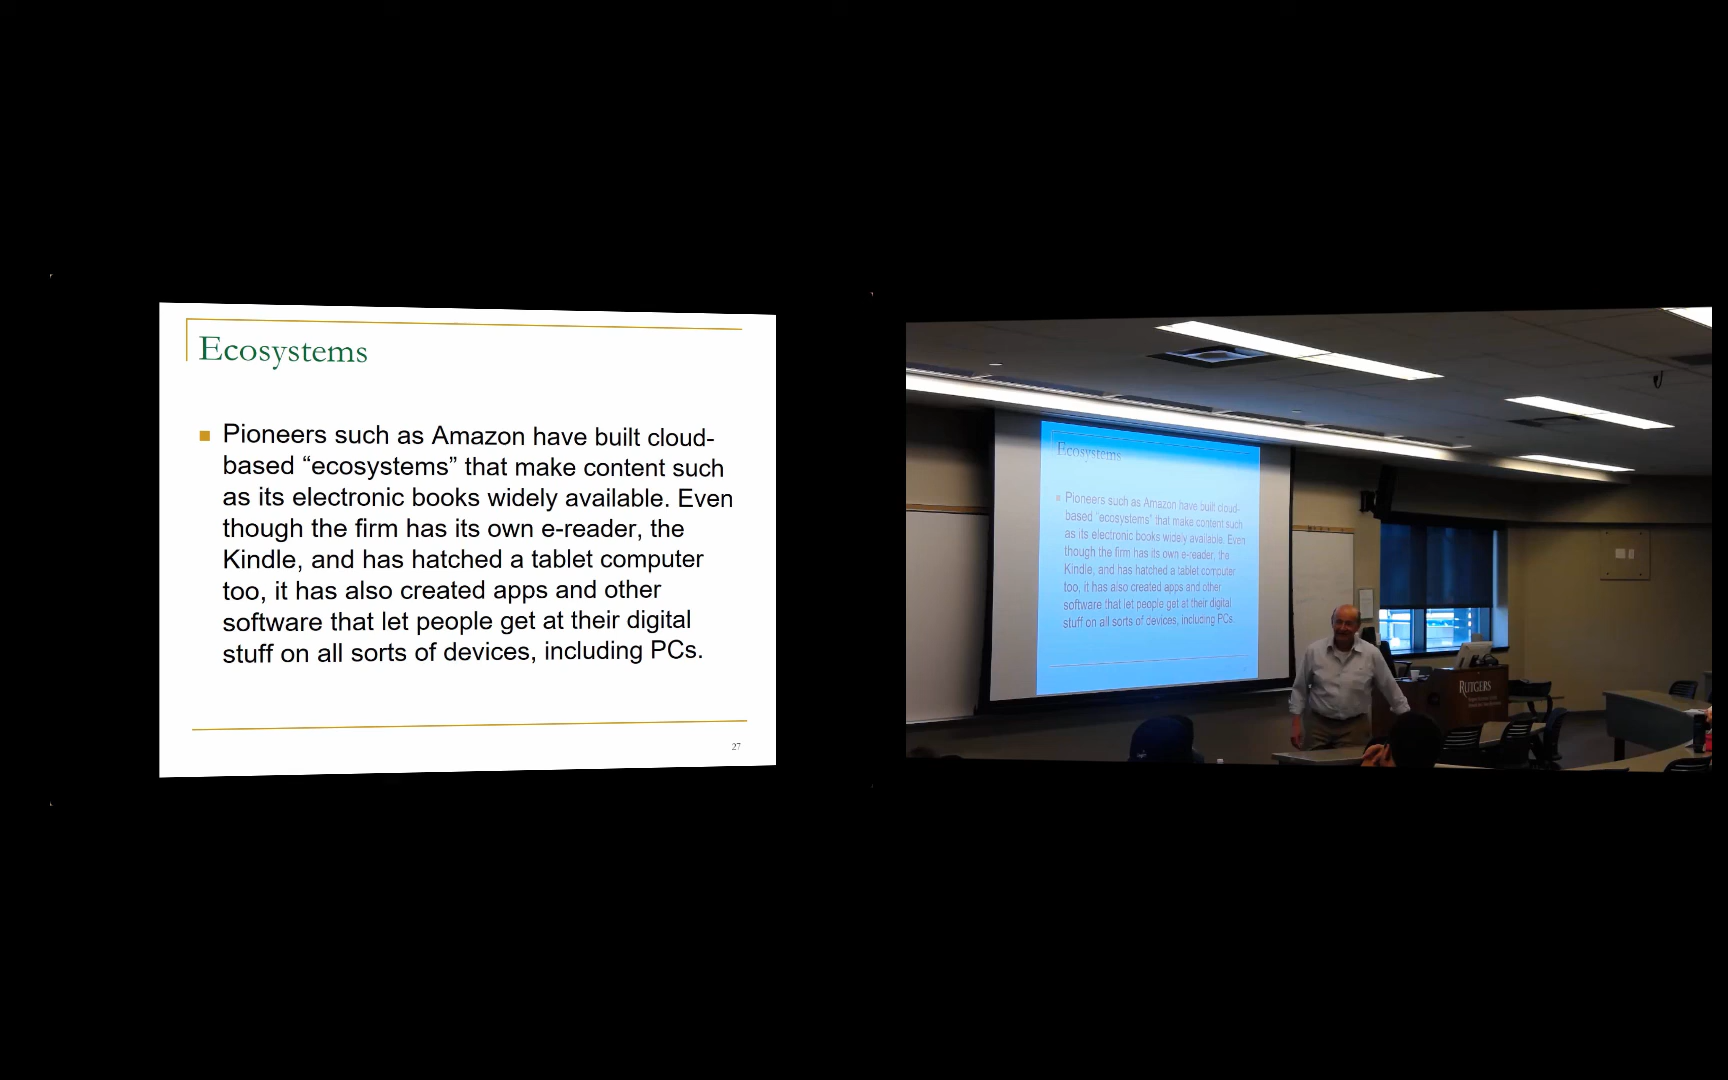 Ecosystems
Pioneers such as Amazon have built cloud-
based “ecosystems” that make content such
as its electronic books widely available. Even
though the firm has its own e-reader, the
Kindle, and has hatched a tablet computer
too, it has also created apps and other
software that let people get at their digital
stuff on all sorts of devices, including PCs.
27
Ecosystems
Pioneers such as Amazon have built cloud-
based “ecosystems” that make content such
as its electronic books widely available. Even
though the firm has its own e-reader, the
Kindle, and has hatched a tablet computer
too, it has also created apps and other
software that let people get at their digital
stuff on all sorts of devices, including PCs.
RUTGERS